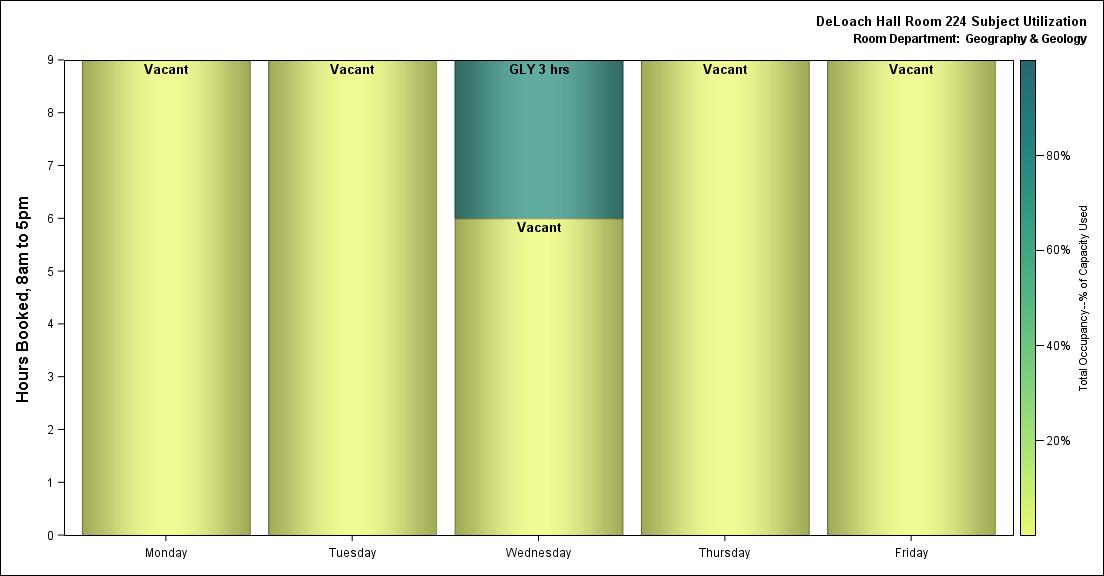 DeLoach Hall Room 224 Subject Utilization
Room Department: Geography & Geology
Hours Booked, 8am to 5pm
9
8
7
6
5
4
3
2
1
0
Vacant
Vacant
GLY 3 hrs
Vacant
Vacant
Vacant
Monday
Tuesday
Wednesday
Thursday
Friday
80%
60%
40%
20%
Total Occupancy--% of Capacity Used